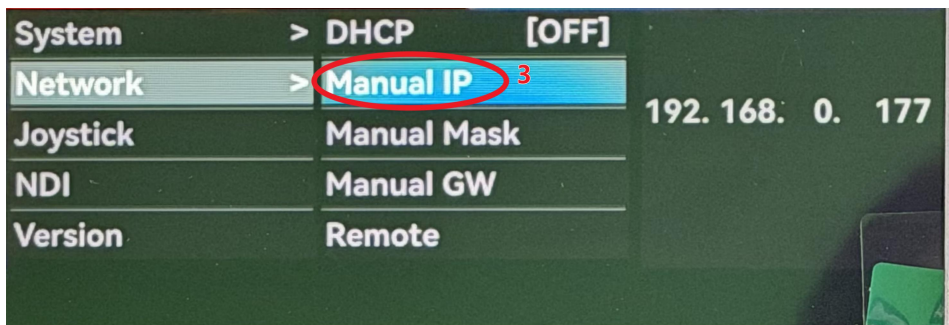 System > DHCP [OFF]
Network > Manual IP 3
192. 168. 0. 177
Joystick Manual Mask
NDI Manual GW
Version Remote